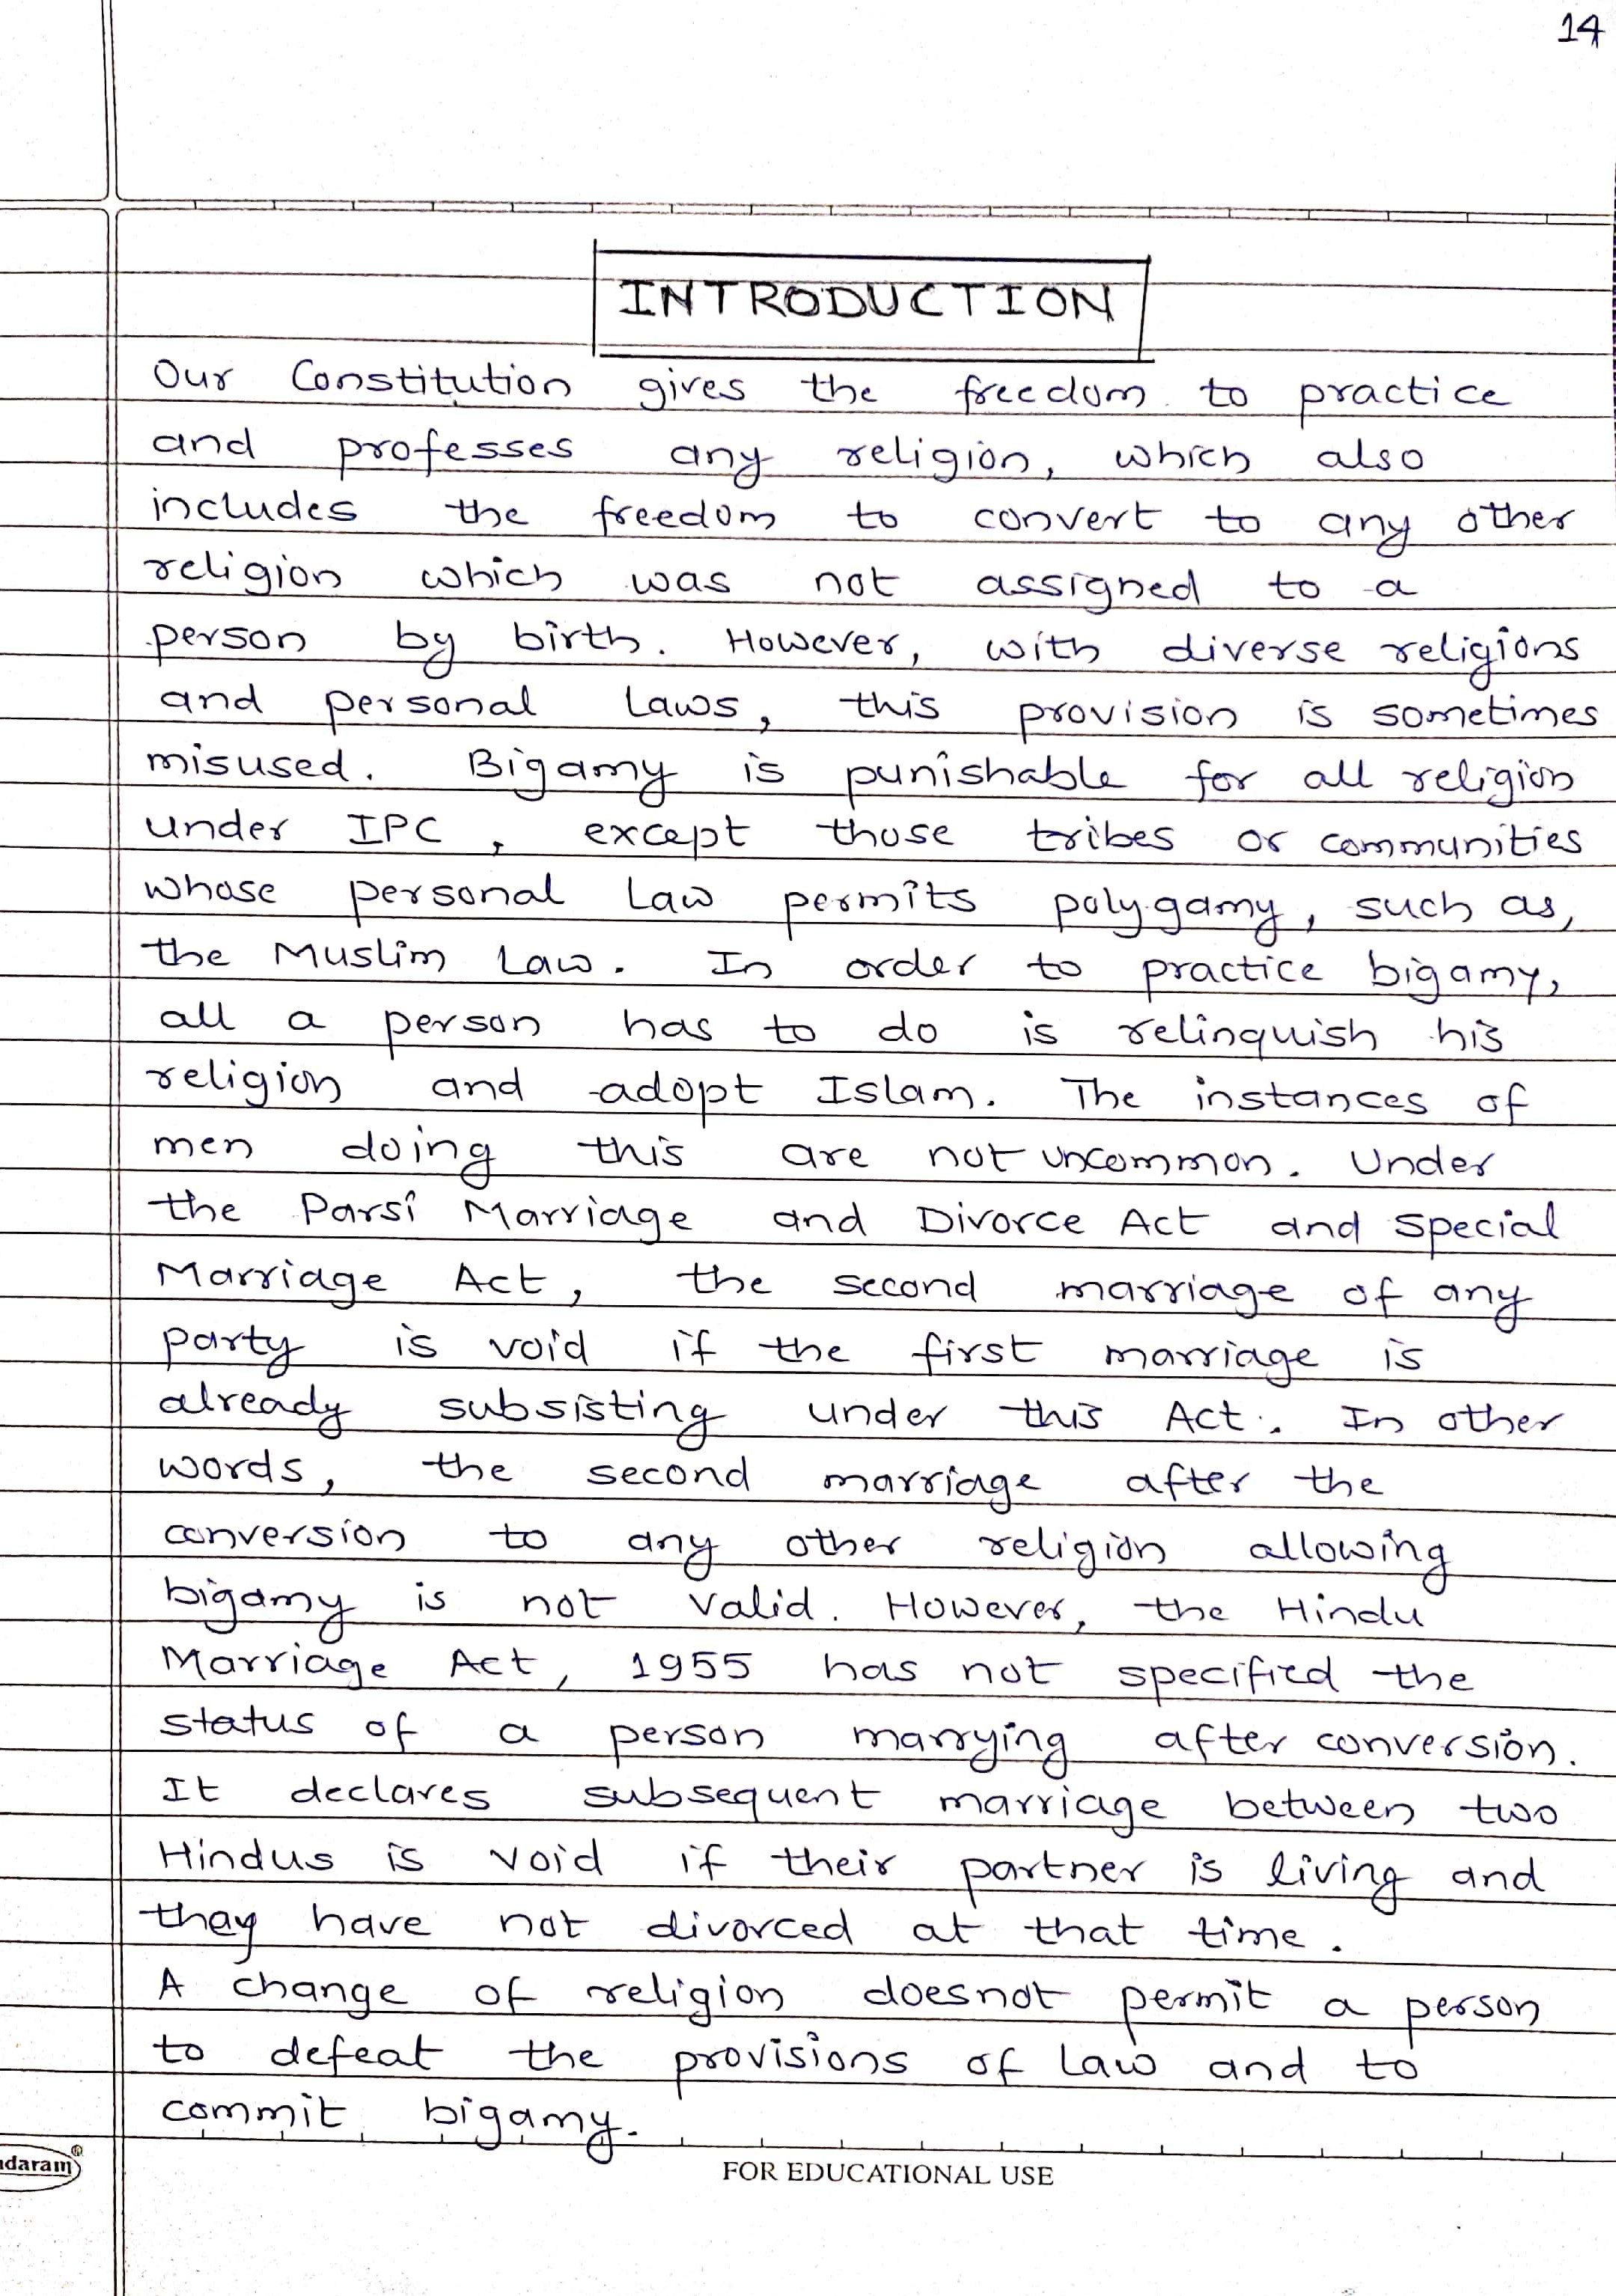 14
INTRODUCTION
Our Constitution gives the freedom to practice
and professes any religion, which also
includes the freedom to convert to any other
religion which was not assigned to a
person by birth. However, with diverse religions
and personal laws, this provision is sometimes
misused. Bigamy is punishable for all religion
under IPC, except those tribes or communities
whose personal law permits polygamy, such as,
the Muslim Law. In order to practice bigamy,
all a person has to do is relinquish his
religion and adopt Islam. The instances of
men doing this are not uncommon. Under
the Parsi Marriage and Divorce Act and special
Marriage Act, the second marriage of any
party is void if the first marriage is
already subsisting under this Act. In other
words, the second marriage after the
conversion to any other religion allowing
bigamy is not valid. However, the Hindu
Marriage Act, 1955 has not specified the
status of a person marrying after conversion.
It declares subsequent marriage between two
Hindus is void if their partner is living and
thay have not divorced at that time.
A change of religion doesnot permit a person
to defeat the provisions of law and to
commit bigamy.
daram®
FOR EDUCATIONAL USE